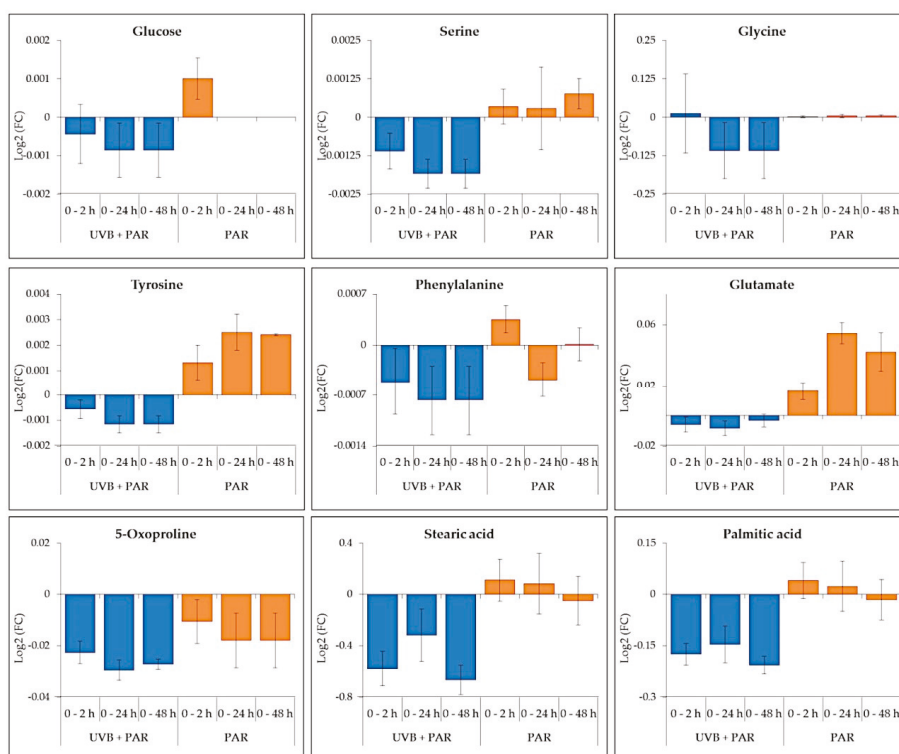 Glucose
0.002
0.001
0
-0.001
-0.002
Log2 (FC)
0 - 2 h 0 - 24 h 0 - 48 h 0 - 2 h 0 - 24 h 0 - 48 h
UVB + PAR PAR
Serine
0.0025
0.00125
0
-0.00125
-0.0025
Log2 (FC)
0 - 2 h 0 - 24 h 0 - 48 h 0 - 2 h 0 - 24 h 0 - 48 h
UVB + PAR PAR
Glycine
0.25
0.125
0
-0.125
-0.25
Log2 (FC)
0 - 2 h 0 - 24 h 0 - 48 h 0 - 2 h 0 - 24 h 0 - 48 h
UVB + PAR PAR
Tyrosine
0.004
0.003
0.002
0.001
0
-0.001
-0.002
Log2(FC)
0 - 2 h 0 - 24 h 0 - 48 h 0 - 2 h 0 - 24 h 0 - 48 h
UVB + PAR PAR
Phenylalanine
0.0007
0
-0.0007
-0.0014
Log2(FC)
0 - 2 h 0 - 24 h 0 - 48 h 0 - 2 h 0 - 24 h 0 - 48 h
UVB + PAR PAR
Glutamate
0.06
0.02
-0.02
Log2(FC)
0 - 2 h 0 - 24 h 0 - 48 h 0 - 2 h 0 - 24 h 0 - 48 h
UVB + PAR PAR
5-Oxoproline
0.02
0
-0.02
-0.04
Log2 (FC)
0 - 2 h 0 - 24 h 0 - 48 h 0 - 2 h 0 - 24 h 0 - 48 h
UVB + PAR PAR
Stearic acid
0.4
0
-0.4
-0.8
Log2 (FC)
0 - 2 h 0 - 24 h 0 - 48 h 0 - 2 h 0 - 24 h 0 - 48 h
UVB + PAR PAR
Palmitic acid
0.15
0
-0.15
-0.3
Log2 (FC)
0 - 2 h 0 - 24 h 0 - 48 h 0 - 2 h 0 - 24 h 0 - 48 h
UVB + PAR PAR